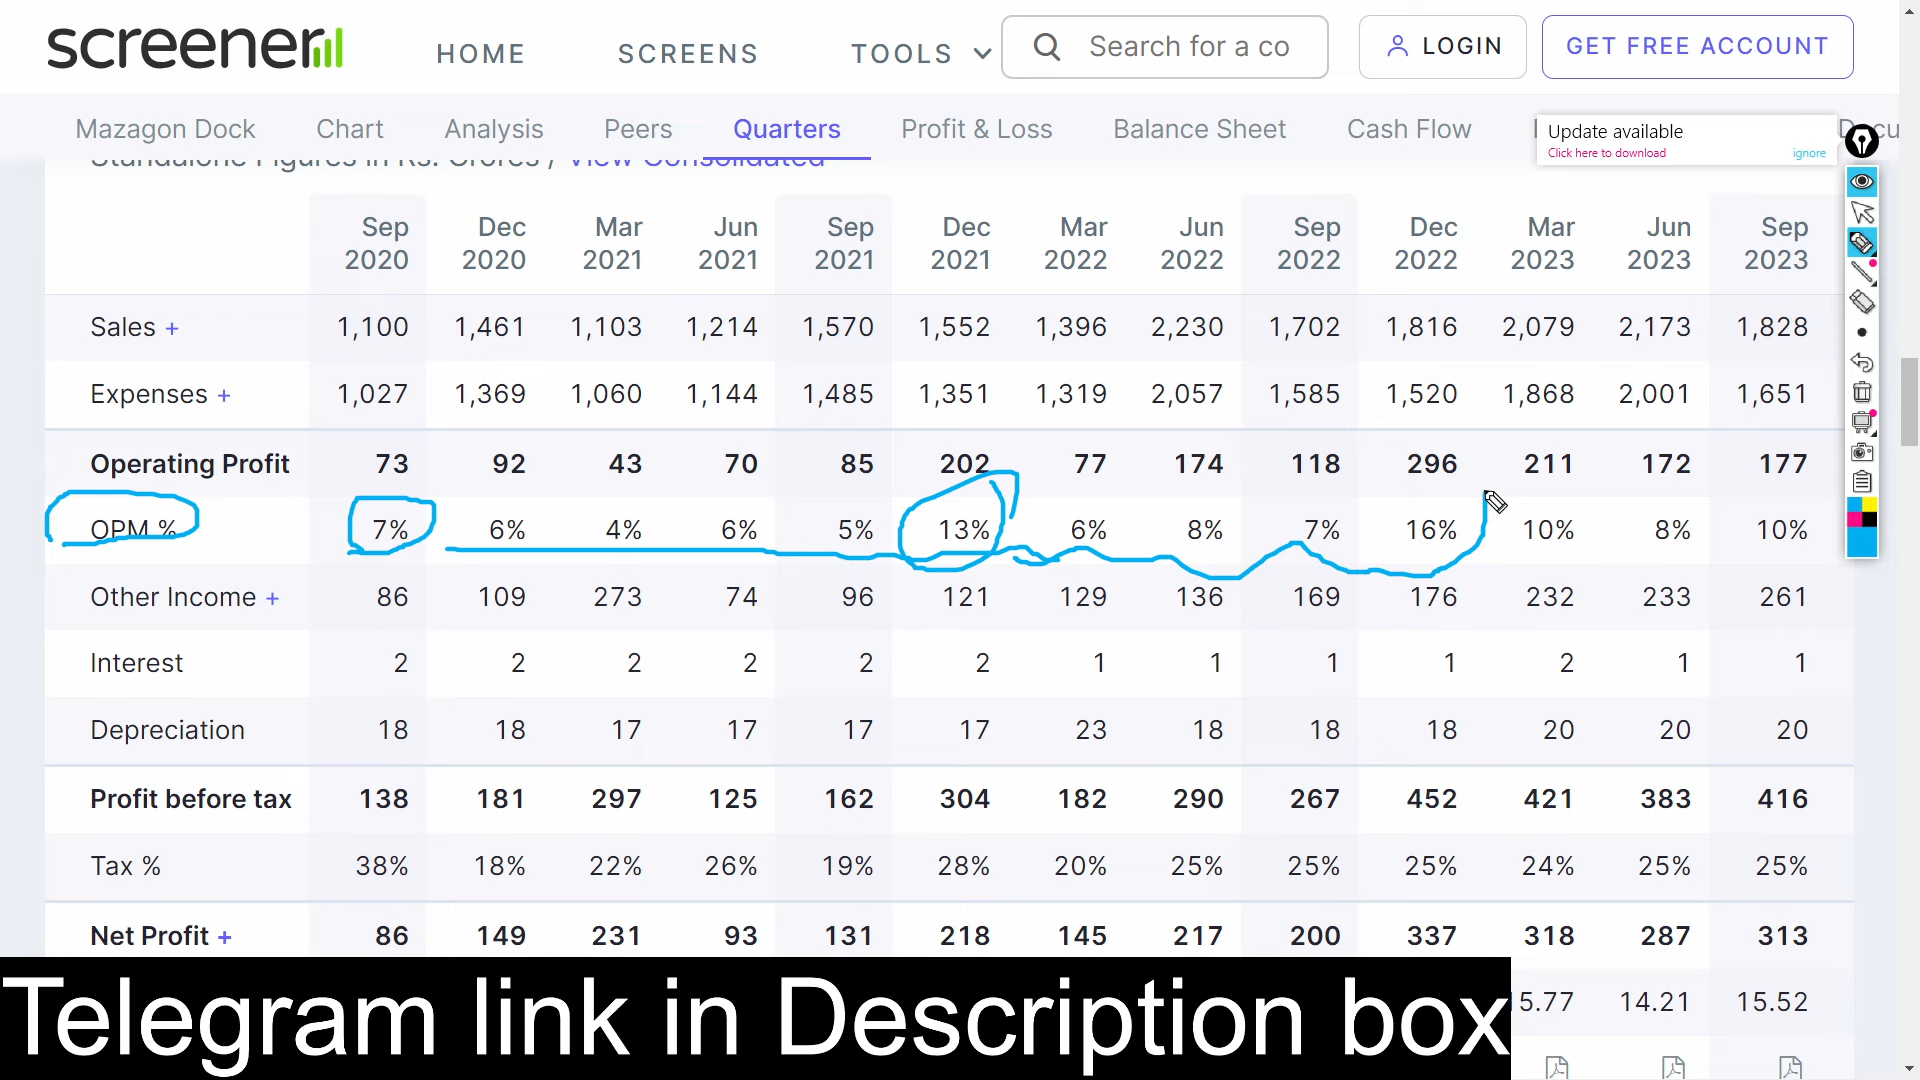 screener
HOME SCREENS TOOLS Search for a co LOGIN GET FREE ACCOUNT
Mazagon Dock Chart Analysis Peers Quarters Profit & Loss Balance Sheet Cash Flow
Update available
Click here to download ignore
Standalone Figures in Rs. Crores / View Consolidated
Sep 2020 Dec 2020 Mar 2021 Jun 2021 Sep 2021 Dec 2021 Mar 2022 Jun 2022 Sep 2022 Dec 2022 Mar 2023 Jun 2023 Sep 2023
Sales + 1,100 1,461 1,103 1,214 1,570 1,552 1,396 2,230 1,702 1,816 2,079 2,173 1,828
Expenses + 1,027 1,369 1,060 1,144 1,485 1,351 1,319 2,057 1,585 1,520 1,868 2,001 1,651
Operating Profit 73 92 43 70 85 202 77 174 118 296 211 172 177
OPM % 7% 6% 4% 6% 5% 13% 6% 8% 7% 16% 10% 8% 10%
Other Income + 86 109 273 74 96 121 129 136 169 176 232 233 261
Interest 2 2 2 2 2 2 1 1 1 1 2 1 1
Depreciation 18 18 17 17 17 17 23 18 18 18 20 20 20
Profit before tax 138 181 297 125 162 304 182 290 267 452 421 383 416
Tax % 38% 18% 22% 26% 19% 28% 20% 25% 25% 25% 24% 25% 25%
Net Profit + 86 149 231 93 131 218 145 217 200 337 318 287 313
5.77 14.21 15.52
Telegram link in Description box